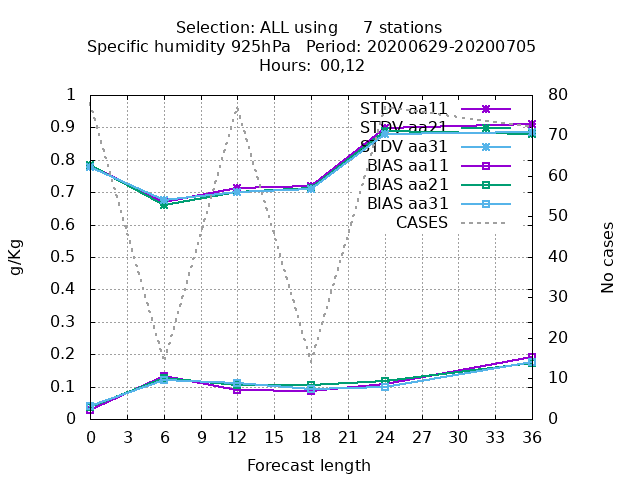 Selection: ALL using     7 stations
Specific humidity 925hPa   Period: 20200629-20200705
Hours: 00,12
STDV aa11
STDV aa21
STDV aa31
BIAS aa11
BIAS aa21
BIAS aa31
CASES
g/Kg
1
0.9
0.8
0.7
0.6
0.5
0.4
0.3
0.2
0.1
0
No cases
80
70
60
50
40
30
20
10
0
0 3 6 9 12 15 18 21 24 27 30 33 36
Forecast length